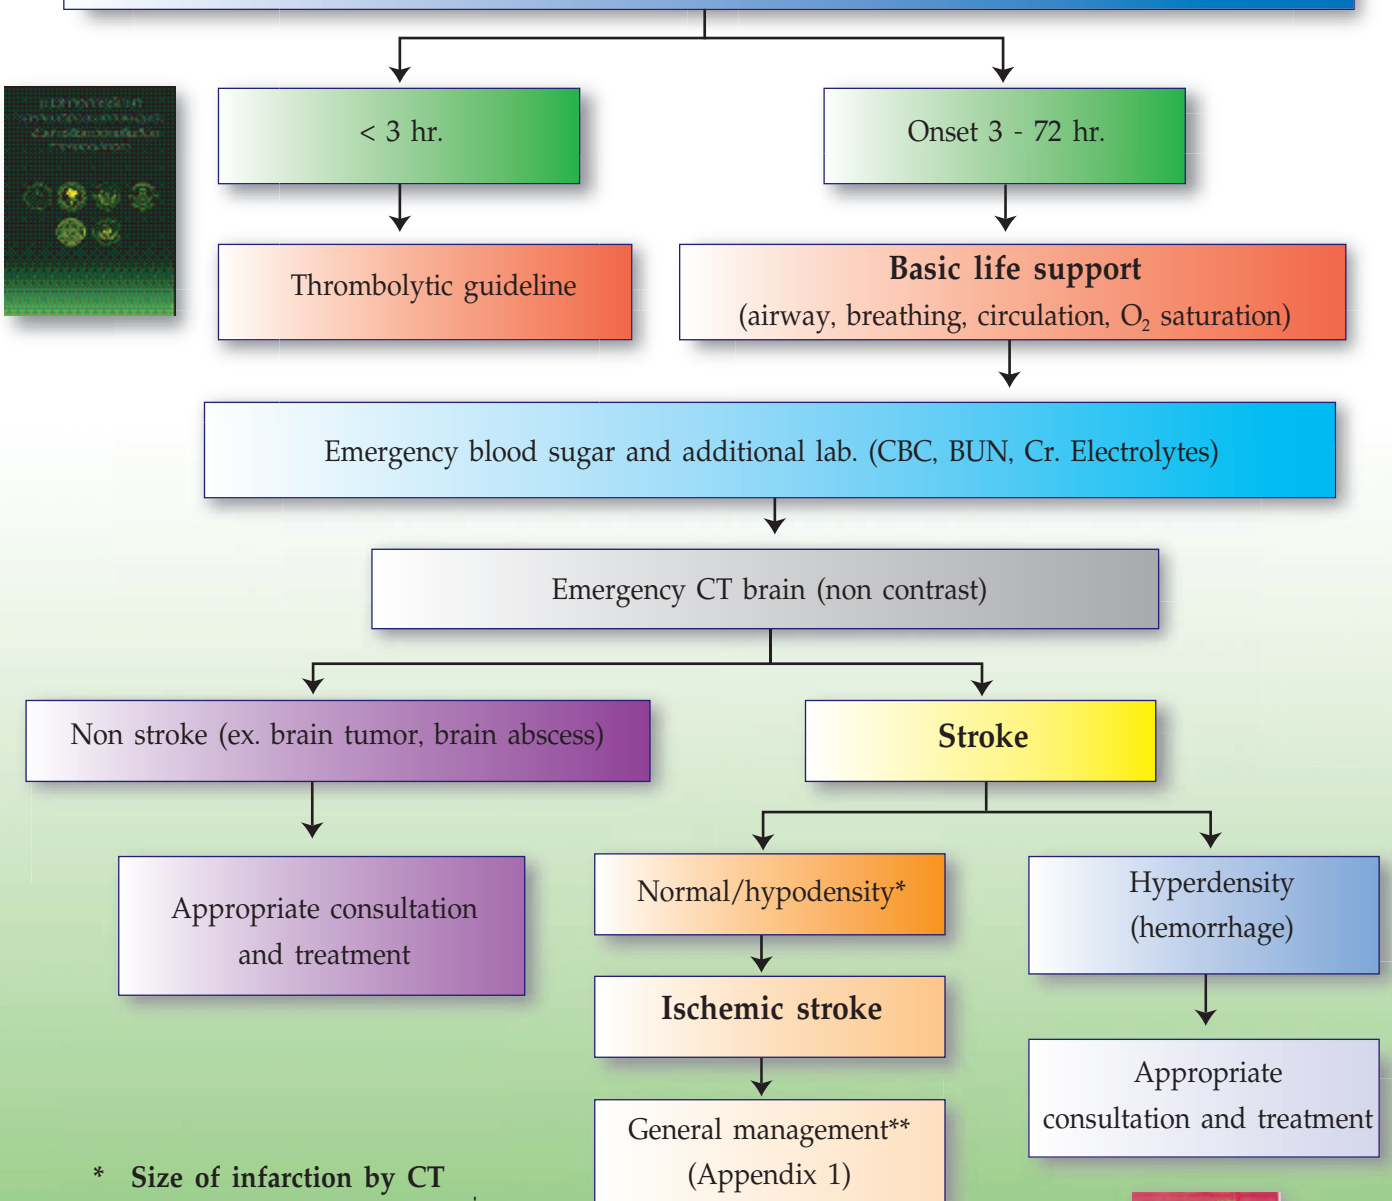 < 3 hr.
Onset 3 - 72 hr.
Thrombolytic guideline
Basic life support
(airway, breathing, circulation, O₂ saturation)
Emergency blood sugar and additional lab. (CBC, BUN, Cr. Electrolytes)
Emergency CT brain (non contrast)
Non stroke (ex. brain tumor, brain abscess)
Stroke
Appropriate consultation
and treatment
Normal/hypodensity*
Hyperdensity
(hemorrhage)
Ischemic stroke
Appropriate
consultation and treatment
General management**
(Appendix 1)
* Size of infarction by CT